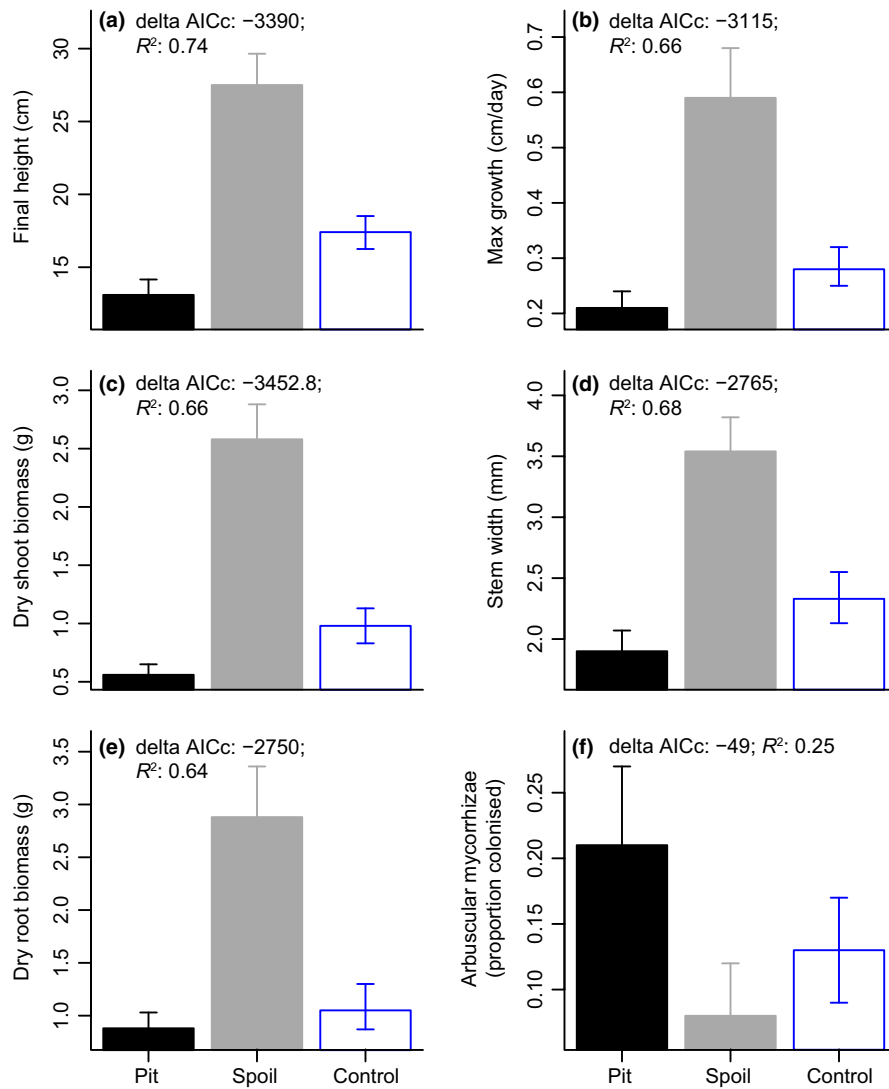 (a) delta AICc: −3390;
R²: 0.74
Final height (cm)
30
25
20
15
(b) delta AICc: −3115;
R²: 0.66
Max growth (cm/day)
0.7
0.6
0.5
0.4
0.3
0.2
(c) delta AICc: −3452.8;
R²: 0.66
Dry shoot biomass (g)
3.0
2.5
2.0
1.5
1.0
0.5
(d) delta AICc: −2765;
R²: 0.68
Stem width (mm)
4.0
3.5
3.0
2.5
2.0
(e) delta AICc: −2750;
R²: 0.64
Dry root biomass (g)
3.5
3.0
2.5
2.0
1.5
1.0
Pit Spoil Control
(f) delta AICc: −49; R²: 0.25
Arbuscular mycorrhizae
(proportion colonised)
0.25
0.20
0.15
0.10
Pit Spoil Control